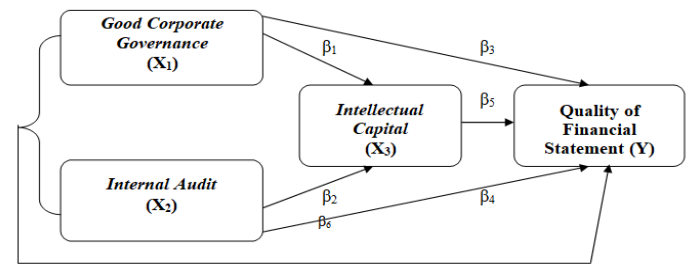 Good Corporate
Governance
(X1)
β1
β3
Intellectual
Capital
(X3)
β5
Quality of
Financial
Statement (Y)
Internal Audit
(X2)
β2
β6
β4